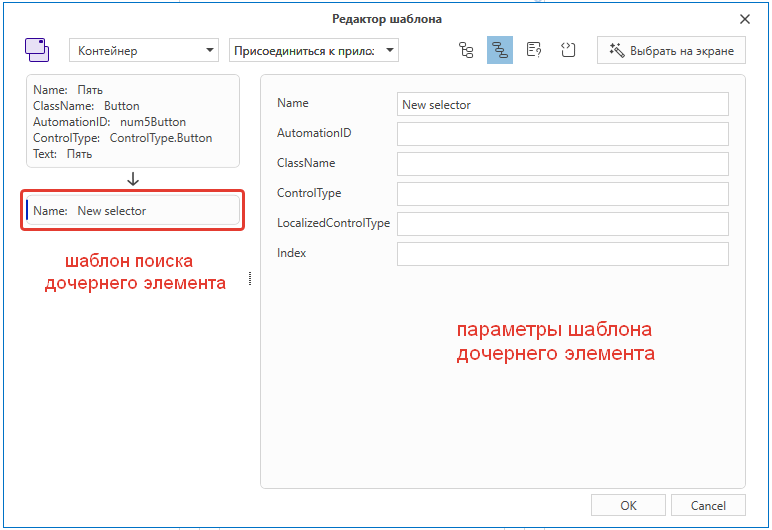 Редактор шаблона
Контейнер
Присоединиться к прило:
Выбрать на экране
Name: Пять
ClassName: Button
AutomationID: num5Button
ControlType: ControlType.Button
Text: Пять
Name: New selector
шаблон поиска
дочернего элемента
Name New selector
AutomationID
ClassName
ControlType
LocalizedControlType
Index
параметры шаблона
дочернего элемента
OK
Cancel